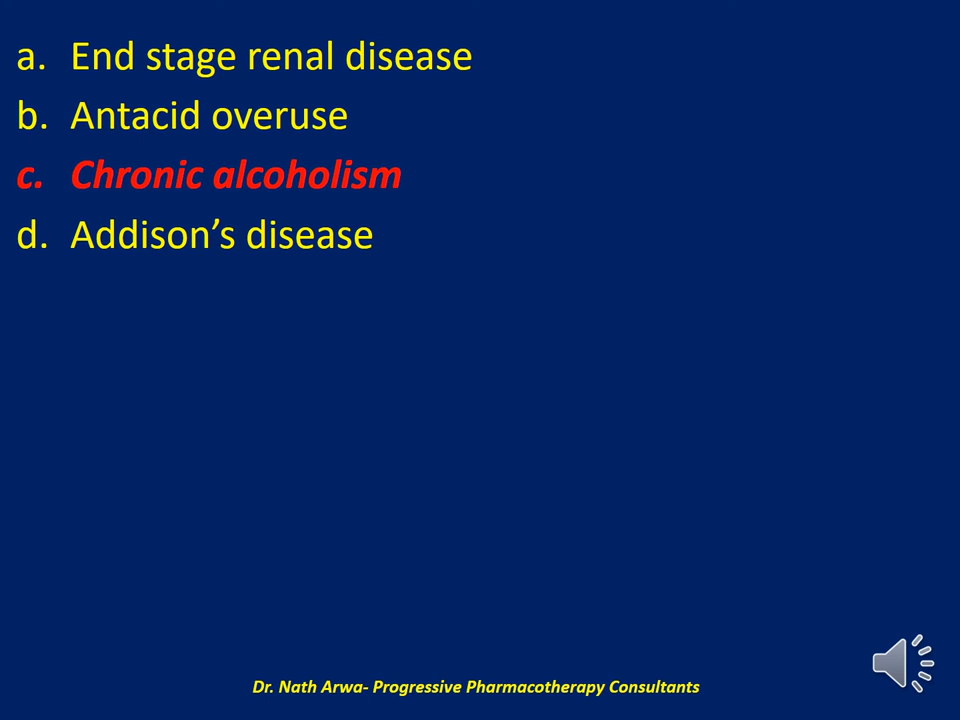 a. End stage renal disease
b. Antacid overuse
c. Chronic alcoholism
d. Addison’s disease
Dr. Nath Arwa- Progressive Pharmacotherapy Consultants